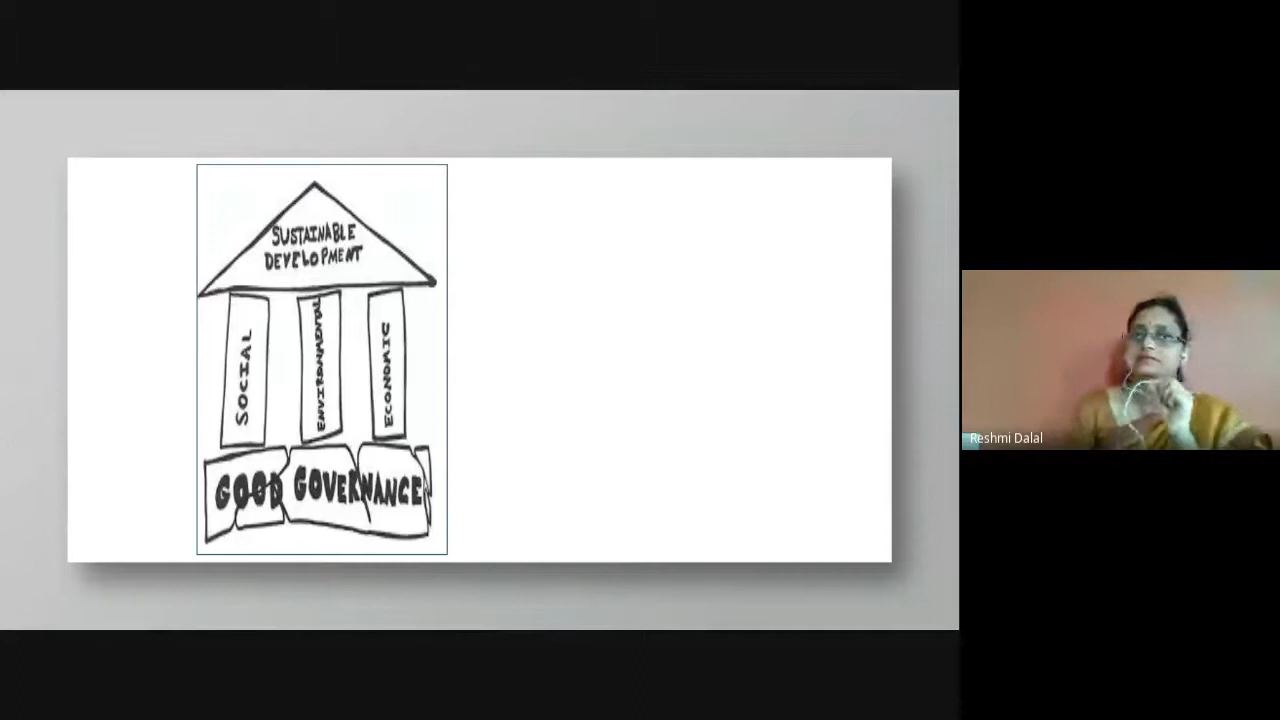 SUSTAINABLE
DEVELOPMENT
SOCIAL
ENVIRONMENTAL
ECONOMIC
GOOD GOVERNANCE
Reshmi Dalal